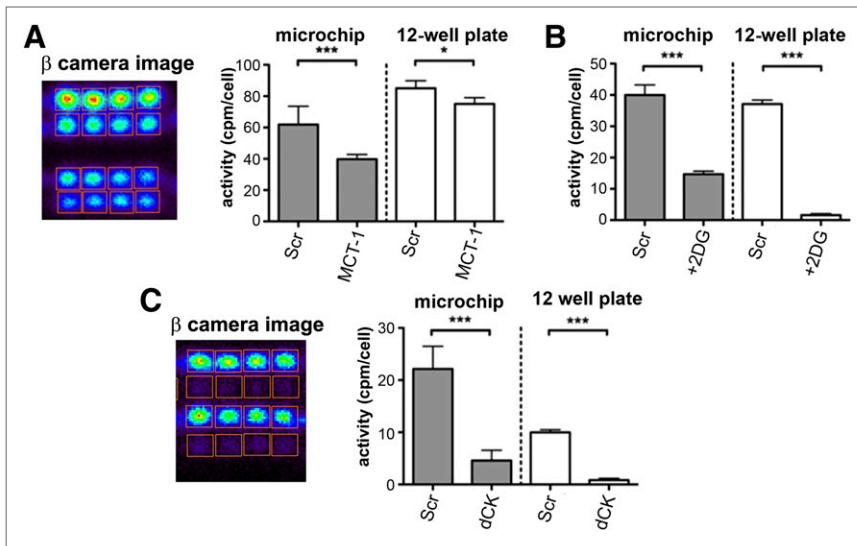 A
β camera image
microchip
12-well plate
***
*
activity (cpm/cell)
100
80
60
40
20
0
Scr
MCT-1
Scr
MCT-1
B
microchip
12-well plate
***
***
activity (cpm/cell)
50
40
30
20
10
0
Scr
+2DG
Scr
+2DG
C
β camera image
microchip
12 well plate
***
***
activity (cpm/cell)
30
20
10
0
Scr
dCK
Scr
dCK